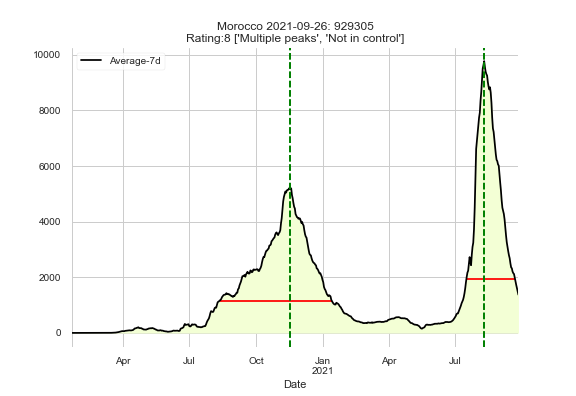 Morocco 2021-09-26: 929305
Rating:8 ['Multiple peaks', 'Not in control']
Average-7d
10000
8000
6000
4000
2000
0
Apr Jul Oct Jan Apr Jul
2021
Date